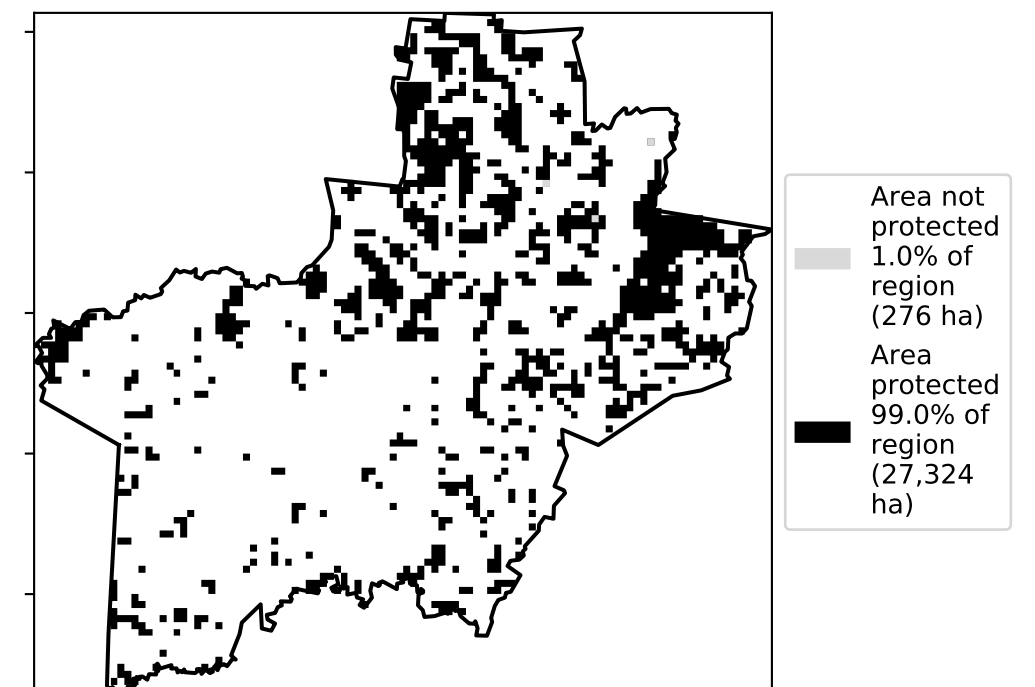 Area not
protected
1.0% of
region
(276 ha)
Area
protected
99.0% of
region
(27,324
ha)